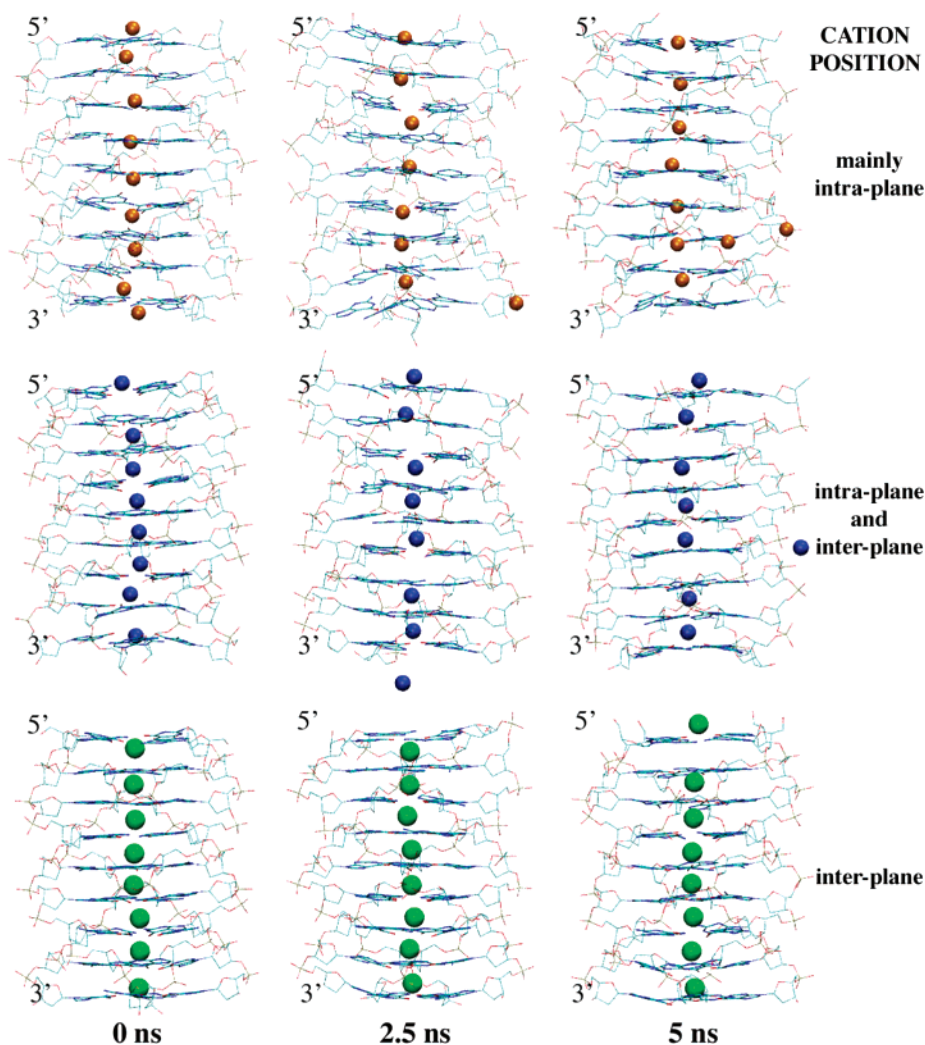 5’ 5’ 5’ CATION
POSITION
mainly
intra-plane
3’ 3’ 3’
5’ 5’ 5’
intra-plane
and
inter-plane
3’ 3’ 3’
5’ 5’ 5’
inter-plane
3’ 3’ 3’
0 ns 2.5 ns 5 ns